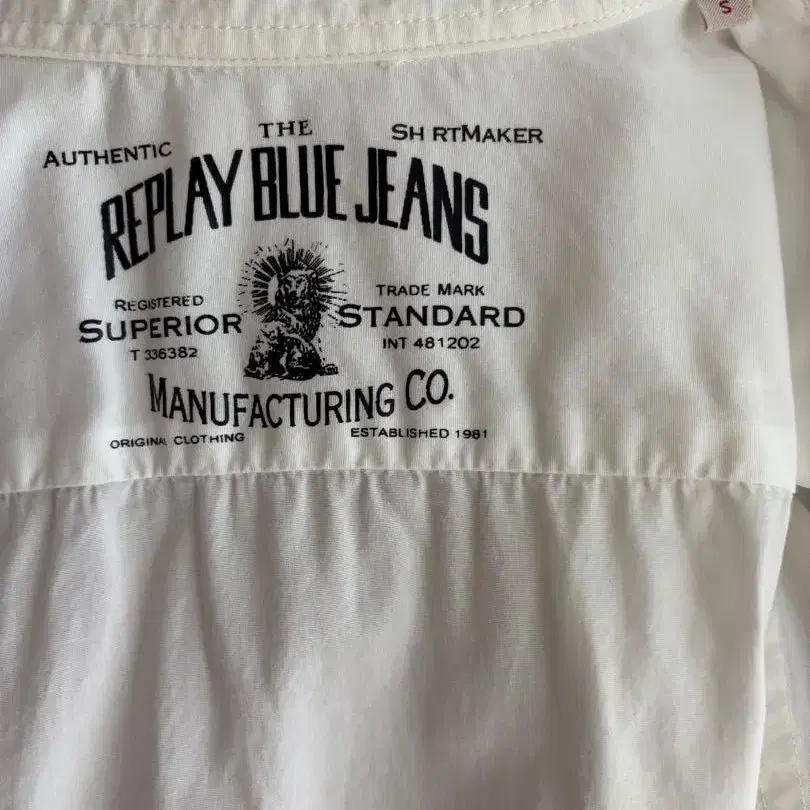 S
THE
AUTHENTIC SH RTMAKER
REPLAY BLUE JEANS
REGISTERED TRADE MARK
SUPERIOR STANDARD
T 336382 INT 481202
MANUFACTURING CO.
ORIGINAL CLOTHING ESTABLISHED 1981